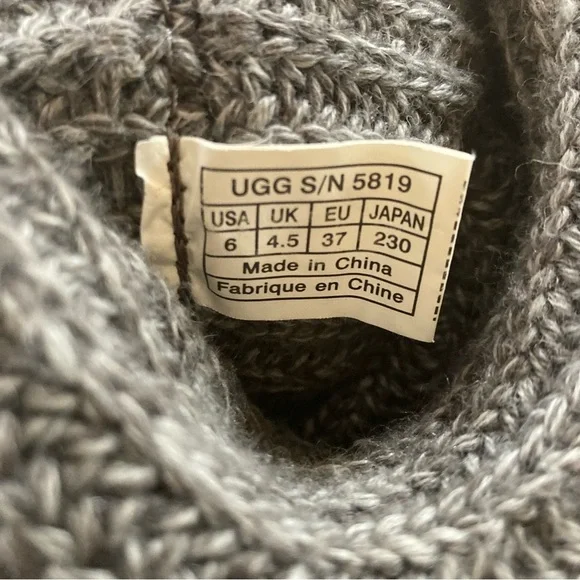 UGG S/N 5819
USA UK EU JAPAN
6 4.5 37 230
Made in China
Fabrique en Chine